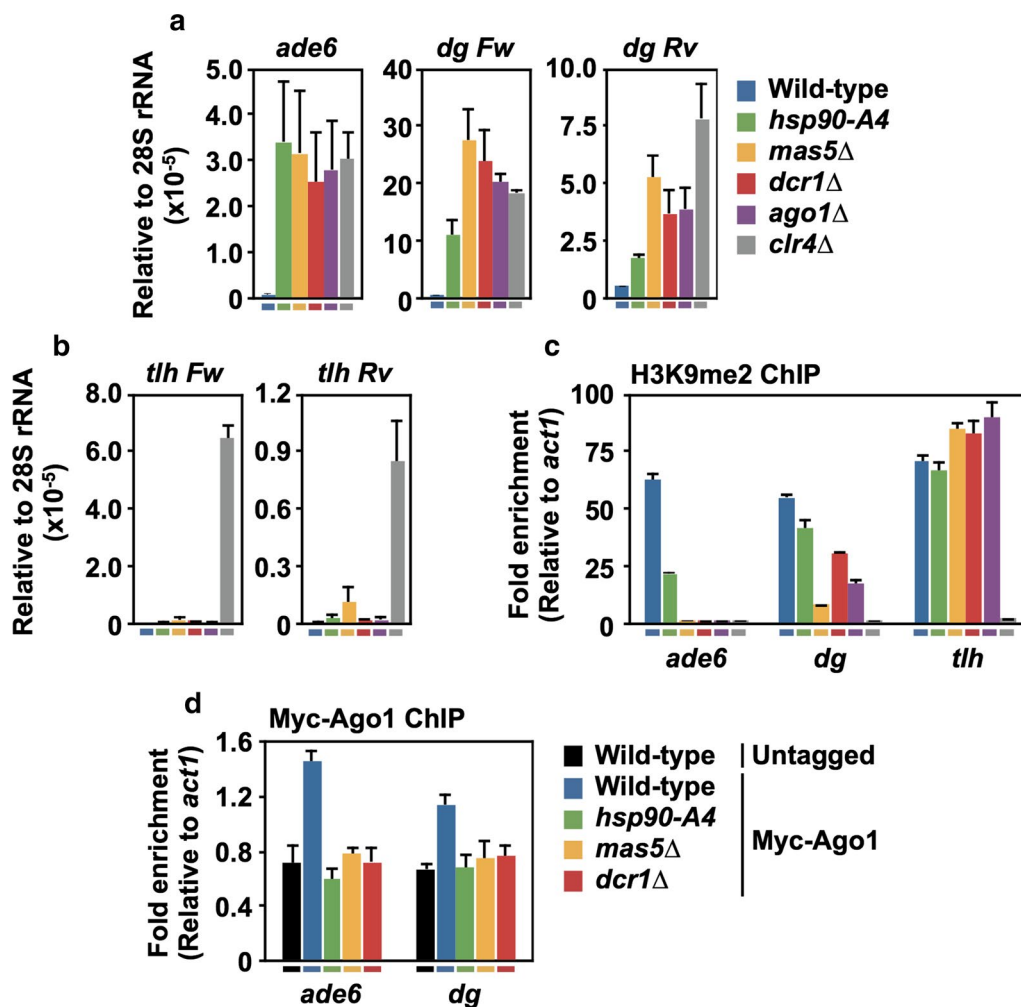 a
ade6
dg Fw
dg Rv
Relative to 28S rRNA
(x10⁻⁵)
5.0
4.0
3.0
2.0
1.0
0
40
30
20
10
0
10.0
7.5
5.0
2.5
0
Wild-type
hsp90-A4
mas5Δ
dcr1Δ
ago1Δ
clr4Δ
b
tlh Fw
tlh Rv
Relative to 28S rRNA
(x10⁻⁵)
8.0
6.0
4.0
2.0
0
1.2
0.9
0.6
0.3
0
c
H3K9me2 ChIP
Fold enrichment
(Relative to act1)
100
75
50
25
0
ade6
dg
tlh
d
Myc-Ago1 ChIP
Fold enrichment
(Relative to act1)
1.6
1.2
0.8
0.4
0
ade6
dg
Wild-type Untagged
Wild-type
hsp90-A4
mas5Δ
dcr1Δ
Myc-Ago1